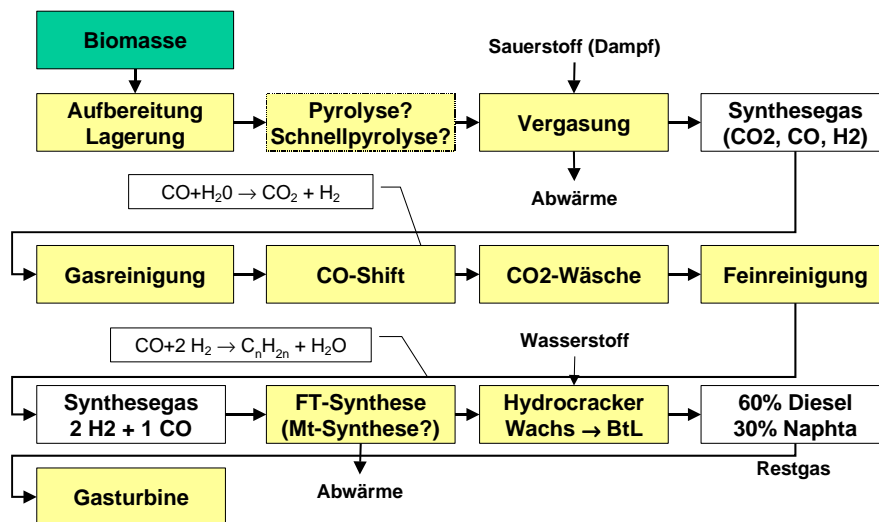 Biomasse
Sauerstoff (Dampf)
Aufbereitung
Lagerung
Pyrolyse?
Schnellpyrolyse?
Vergasung
Synthesegas
(CO2, CO, H2)
Abwärme
CO+H₂0 → CO₂ + H₂
Gasreinigung
CO-Shift
CO2-Wäsche
Feinreinigung
CO+2 H₂ → CₙH₂ₙ + H₂O
Wasserstoff
Synthesegas
2 H2 + 1 CO
FT-Synthese
(Mt-Synthese?)
Hydrocracker
Wachs → BtL
60% Diesel
30% Naphta
Restgas
Abwärme
Gasturbine